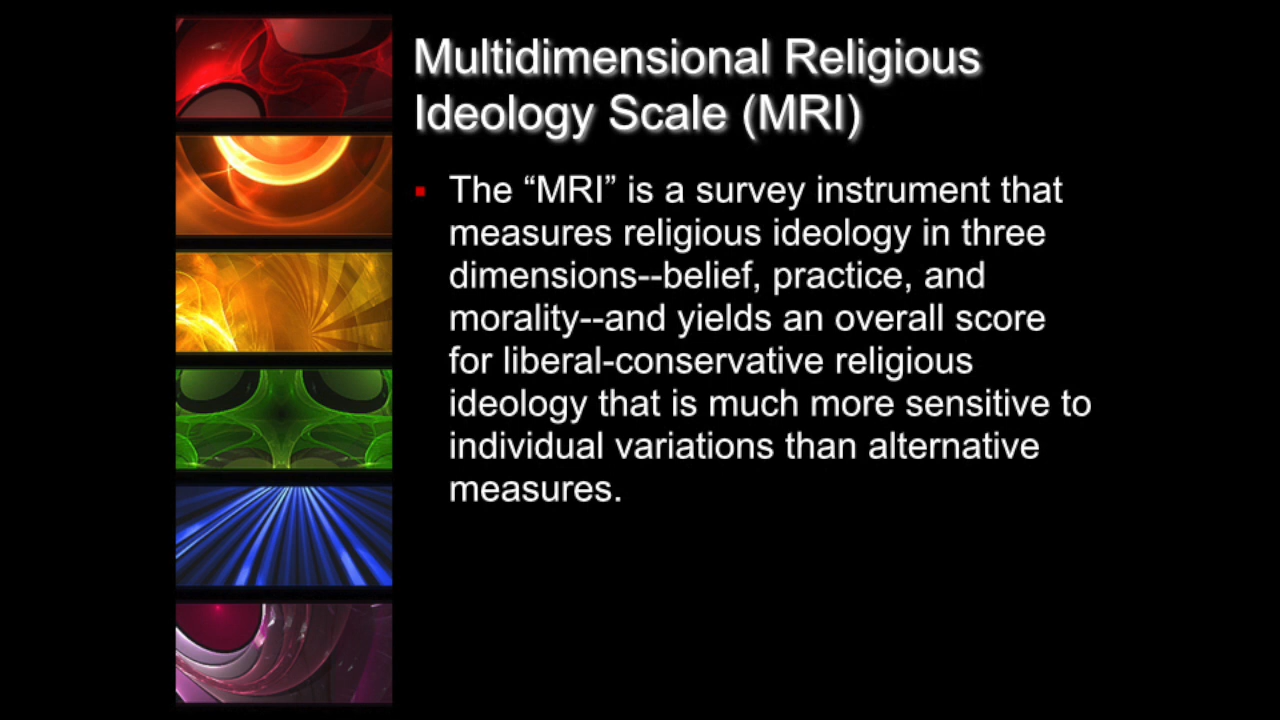 Multidimensional Religious
Ideology Scale (MRI)
The “MRI” is a survey instrument that
measures religious ideology in three
dimensions--belief, practice, and
morality--and yields an overall score
for liberal-conservative religious
ideology that is much more sensitive to
individual variations than alternative
measures.